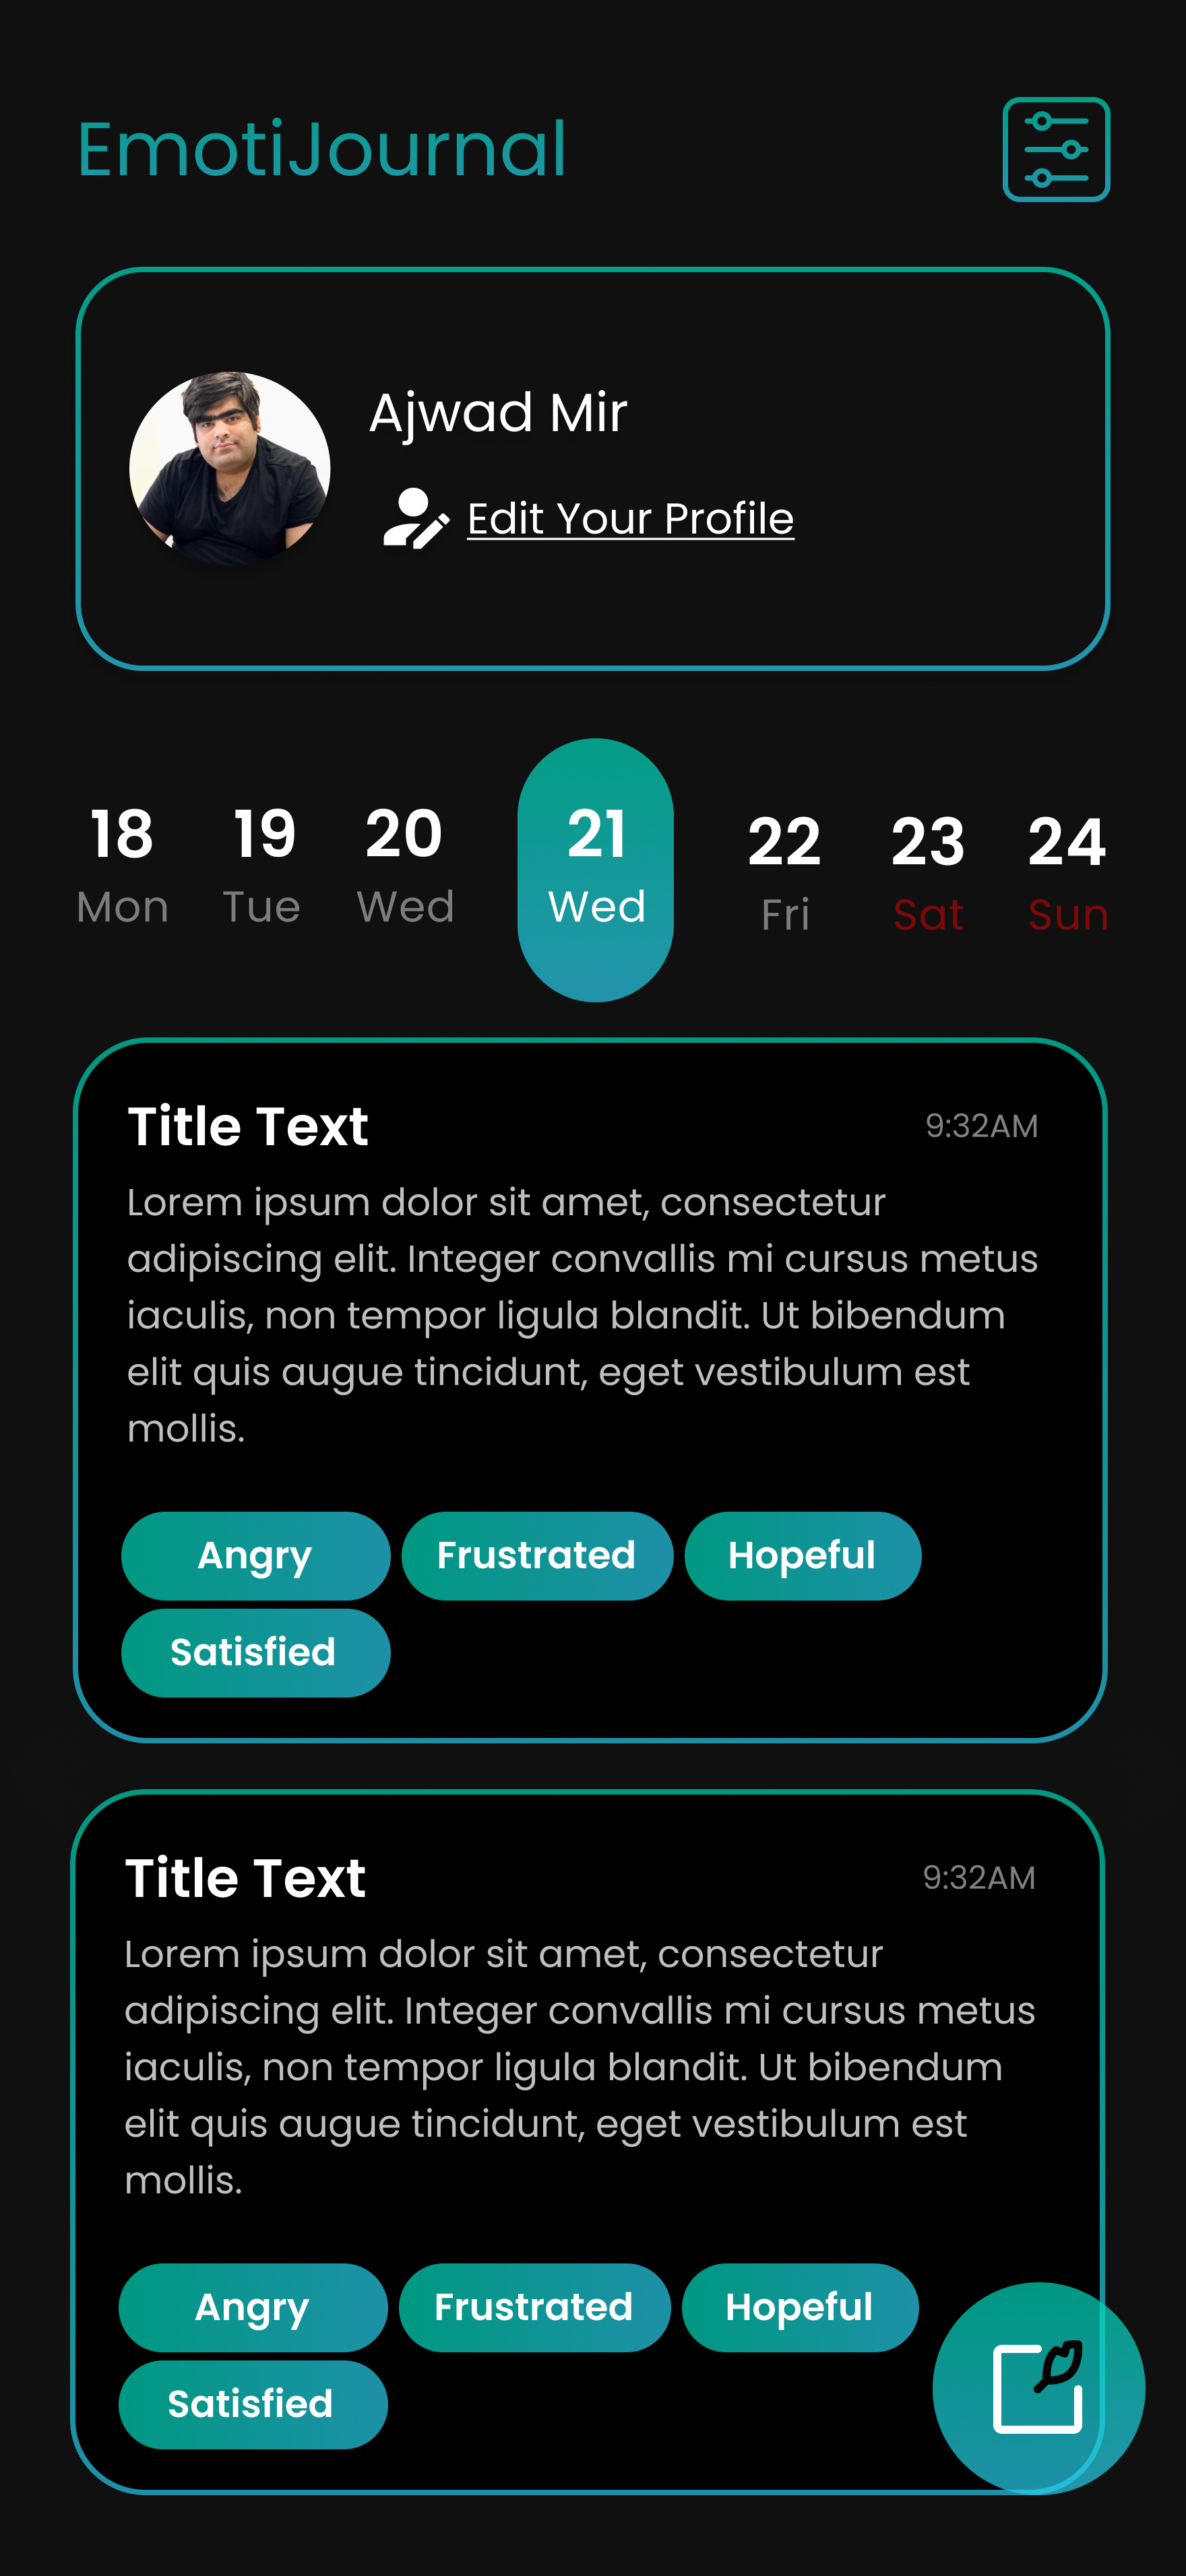 EmotiJournal
Ajwad Mir
Edit Your Profile
18 19 20 21 22 23 24
Mon Tue Wed Wed Fri Sat Sun
Title Text 9:32AM
Lorem ipsum dolor sit amet, consectetur
adipiscing elit. Integer convallis mi cursus metus
iaculis, non tempor ligula blandit. Ut bibendum
elit quis augue tincidunt, eget vestibulum est
mollis.
Angry Frustrated Hopeful
Satisfied
Title Text 9:32AM
Lorem ipsum dolor sit amet, consectetur
adipiscing elit. Integer convallis mi cursus metus
iaculis, non tempor ligula blandit. Ut bibendum
elit quis augue tincidunt, eget vestibulum est
mollis.
Angry Frustrated Hopeful
Satisfied